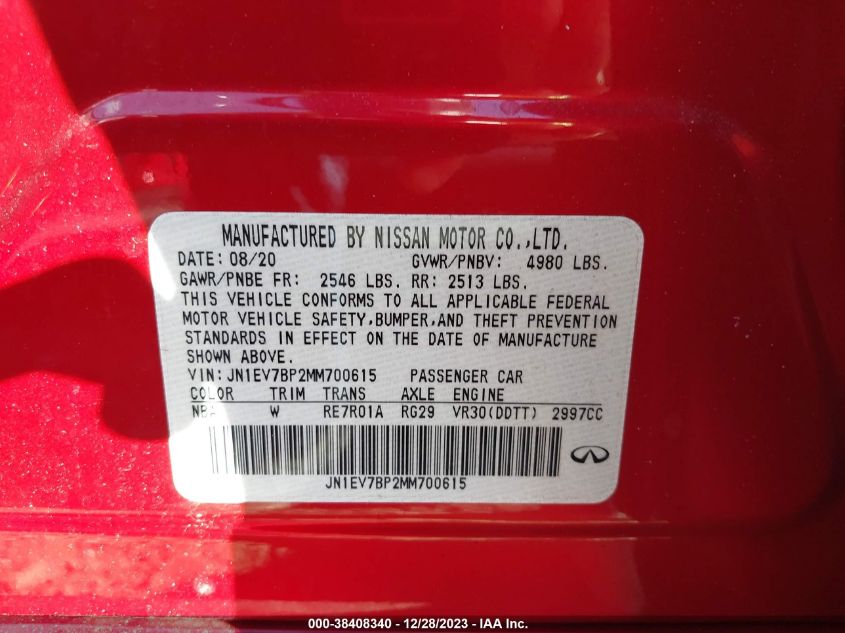 MANUFACTURED BY NISSAN MOTOR CO.,LTD.
DATE: 08/20 GVWR/PNBV: 4980 LBS.
GAWR/PNBE FR: 2546 LBS. RR: 2513 LBS.
THIS VEHICLE CONFORMS TO ALL APPLICABLE FEDERAL
MOTOR VEHICLE SAFETY,BUMPER,AND THEFT PREVENTION
STANDARDS IN EFFECT ON THE DATE OF MANUFACTURE
SHOWN ABOVE.
VIN:JN1EV7BP2MM700615 PASSENGER CAR
COLOR TRIM TRANS AXLE ENGINE
NBA W RE7R01A RG29 VR30(DDTT) 2997CC
JN1EV7BP2MM700615
000-38408340 - 12/28/2023 - IAA Inc.